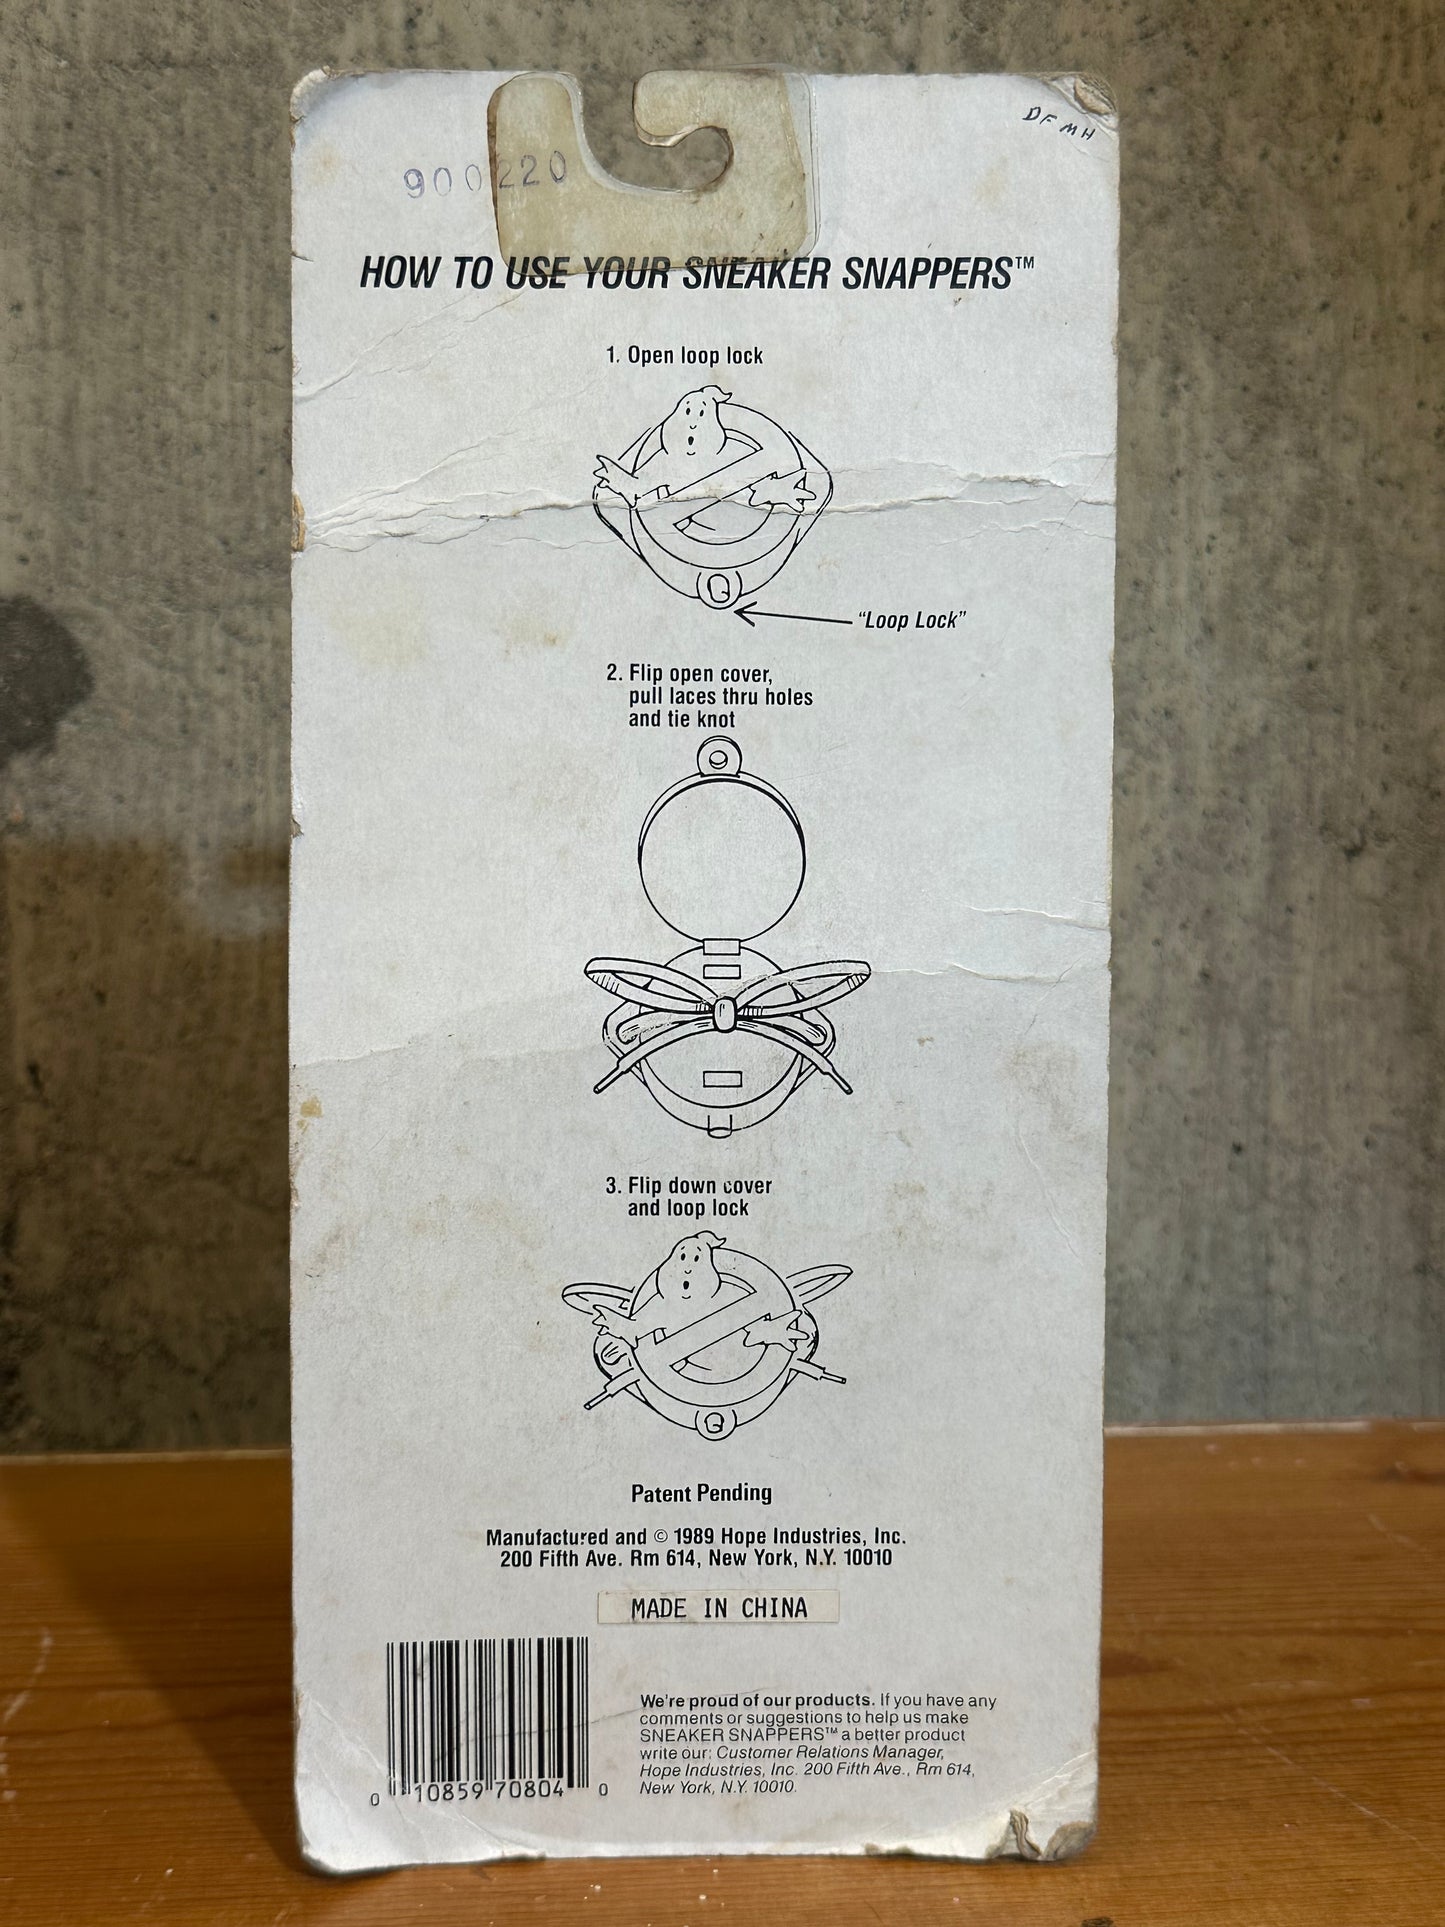 DF MH
900220
HOW TO USE YOUR SNEAKER SNAPPERS™
1. Open loop lock
"Loop Lock"
2. Flip open cover,
pull laces thru holes
and tie knot
3. Flip down cover
and loop lock
Patent Pending
Manufactured and © 1989 Hope Industries, Inc.
200 Fifth Ave. Rm 614, New York, N.Y. 10010
MADE IN CHINA
We're proud of our products. If you have any
comments or suggestions to help us make
SNEAKER SNAPPERS™ a better product
write our: Customer Relations Manager,
Hope Industries, Inc. 200 Fifth Ave., Rm 614,
New York, N.Y. 10010.
0 10859 70804 0